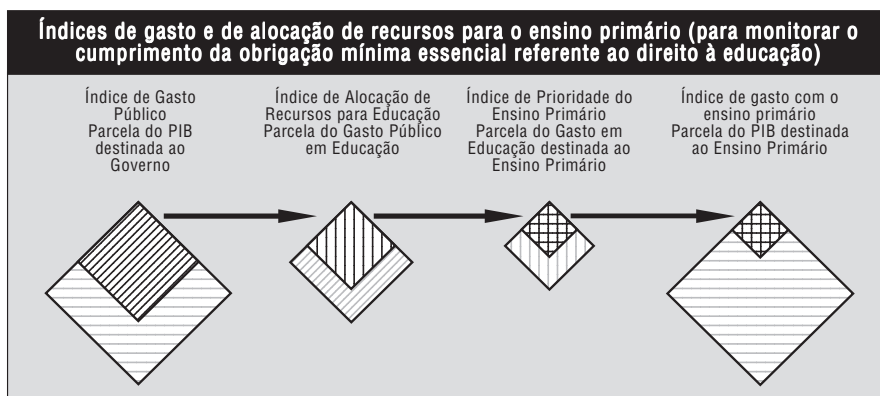 Índices de gasto e de alocação de recursos para o ensino primário (para monitorar o
cumprimento da obrigação mínima essencial referente ao direito à educação)
Índice de Gasto
Público
Parcela do PIB
destinada ao
Governo
Índice de Alocação de
Recursos para Educação
Parcela do Gasto Público
em Educação
Índice de Prioridade do
Ensino Primário
Parcela do Gasto em
Educação destinada ao
Ensino Primário
Índice de gasto com o
ensino primário
Parcela do PIB destinada
ao Ensino Primário